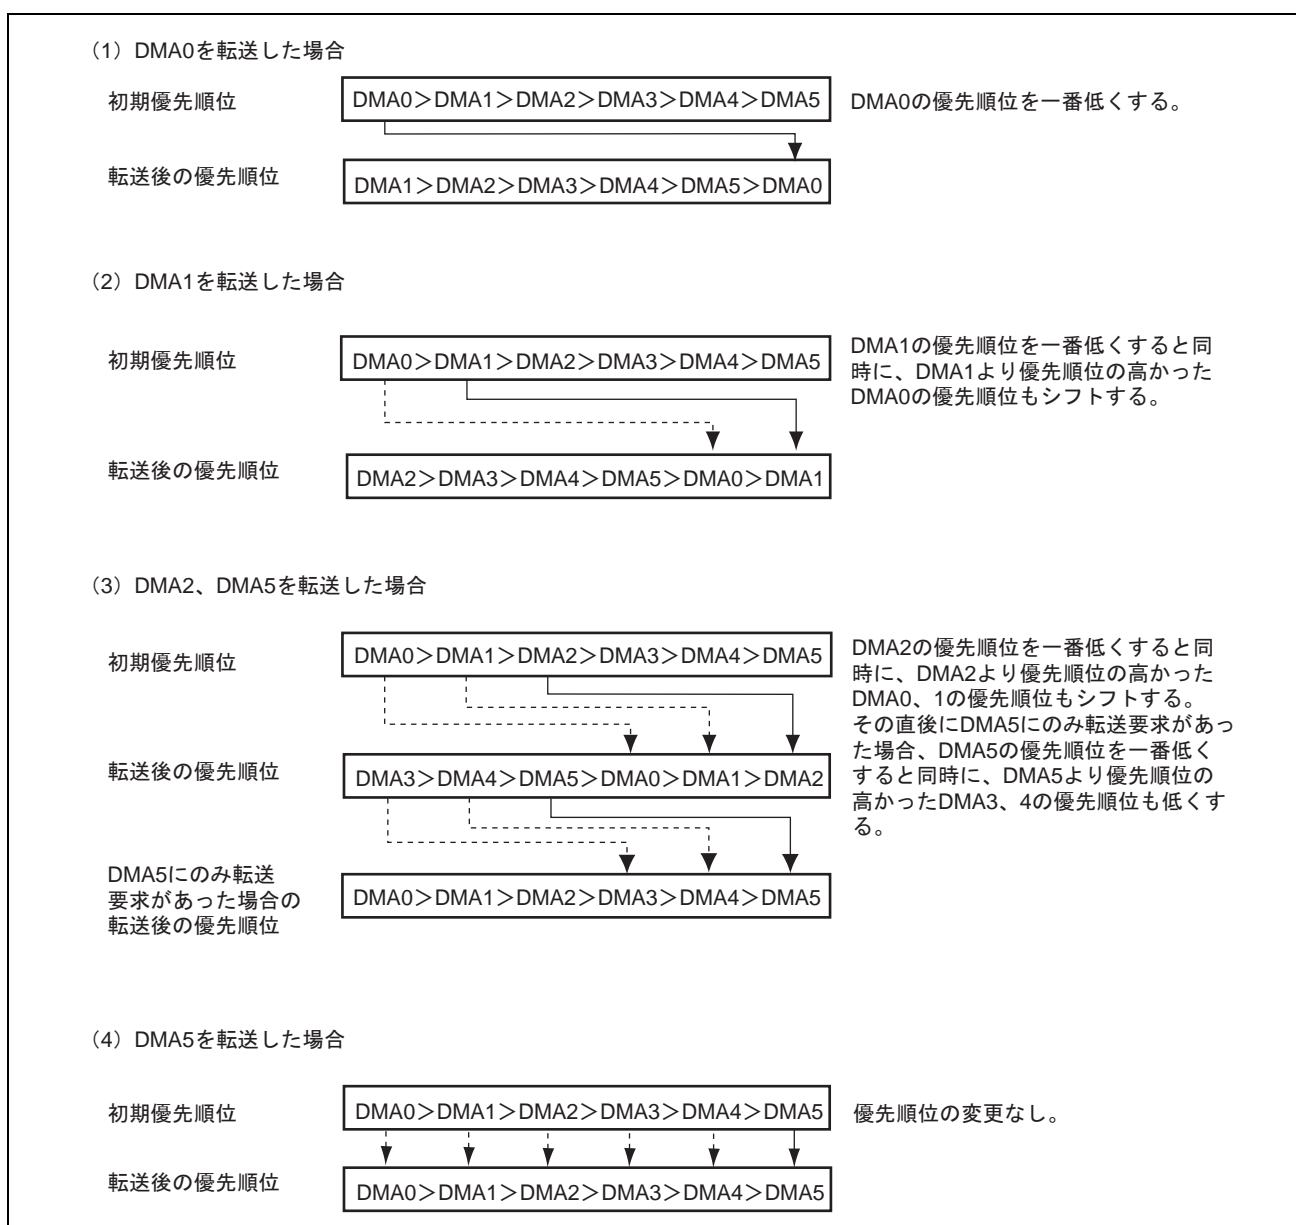 （1）DMA0を転送した場合
初期優先順位
DMA0＞DMA1＞DMA2＞DMA3＞DMA4＞DMA5
DMA0の優先順位を一番低くする。
転送後の優先順位
DMA1＞DMA2＞DMA3＞DMA4＞DMA5＞DMA0
（2）DMA1を転送した場合
初期優先順位
DMA0＞DMA1＞DMA2＞DMA3＞DMA4＞DMA5
DMA1の優先順位を一番低くすると同
時に、DMA1より優先順位の高かった
DMA0の優先順位もシフトする。
転送後の優先順位
DMA2＞DMA3＞DMA4＞DMA5＞DMA0＞DMA1
（3）DMA2、DMA5を転送した場合
初期優先順位
DMA0＞DMA1＞DMA2＞DMA3＞DMA4＞DMA5
DMA2の優先順位を一番低くすると同
時に、DMA2より優先順位の高かった
DMA0、1の優先順位もシフトする。
その直後にDMA5にのみ転送要求があっ
た場合、DMA5の優先順位を一番低く
すると同時に、DMA5より優先順位の
高かったDMA3、4の優先順位も低くす
る。
転送後の優先順位
DMA3＞DMA4＞DMA5＞DMA0＞DMA1＞DMA2
DMA5にのみ転送
要求があった場合の
転送後の優先順位
DMA0＞DMA1＞DMA2＞DMA3＞DMA4＞DMA5
（4）DMA5を転送した場合
初期優先順位
DMA0＞DMA1＞DMA2＞DMA3＞DMA4＞DMA5
優先順位の変更なし。
転送後の優先順位
DMA0＞DMA1＞DMA2＞DMA3＞DMA4＞DMA5